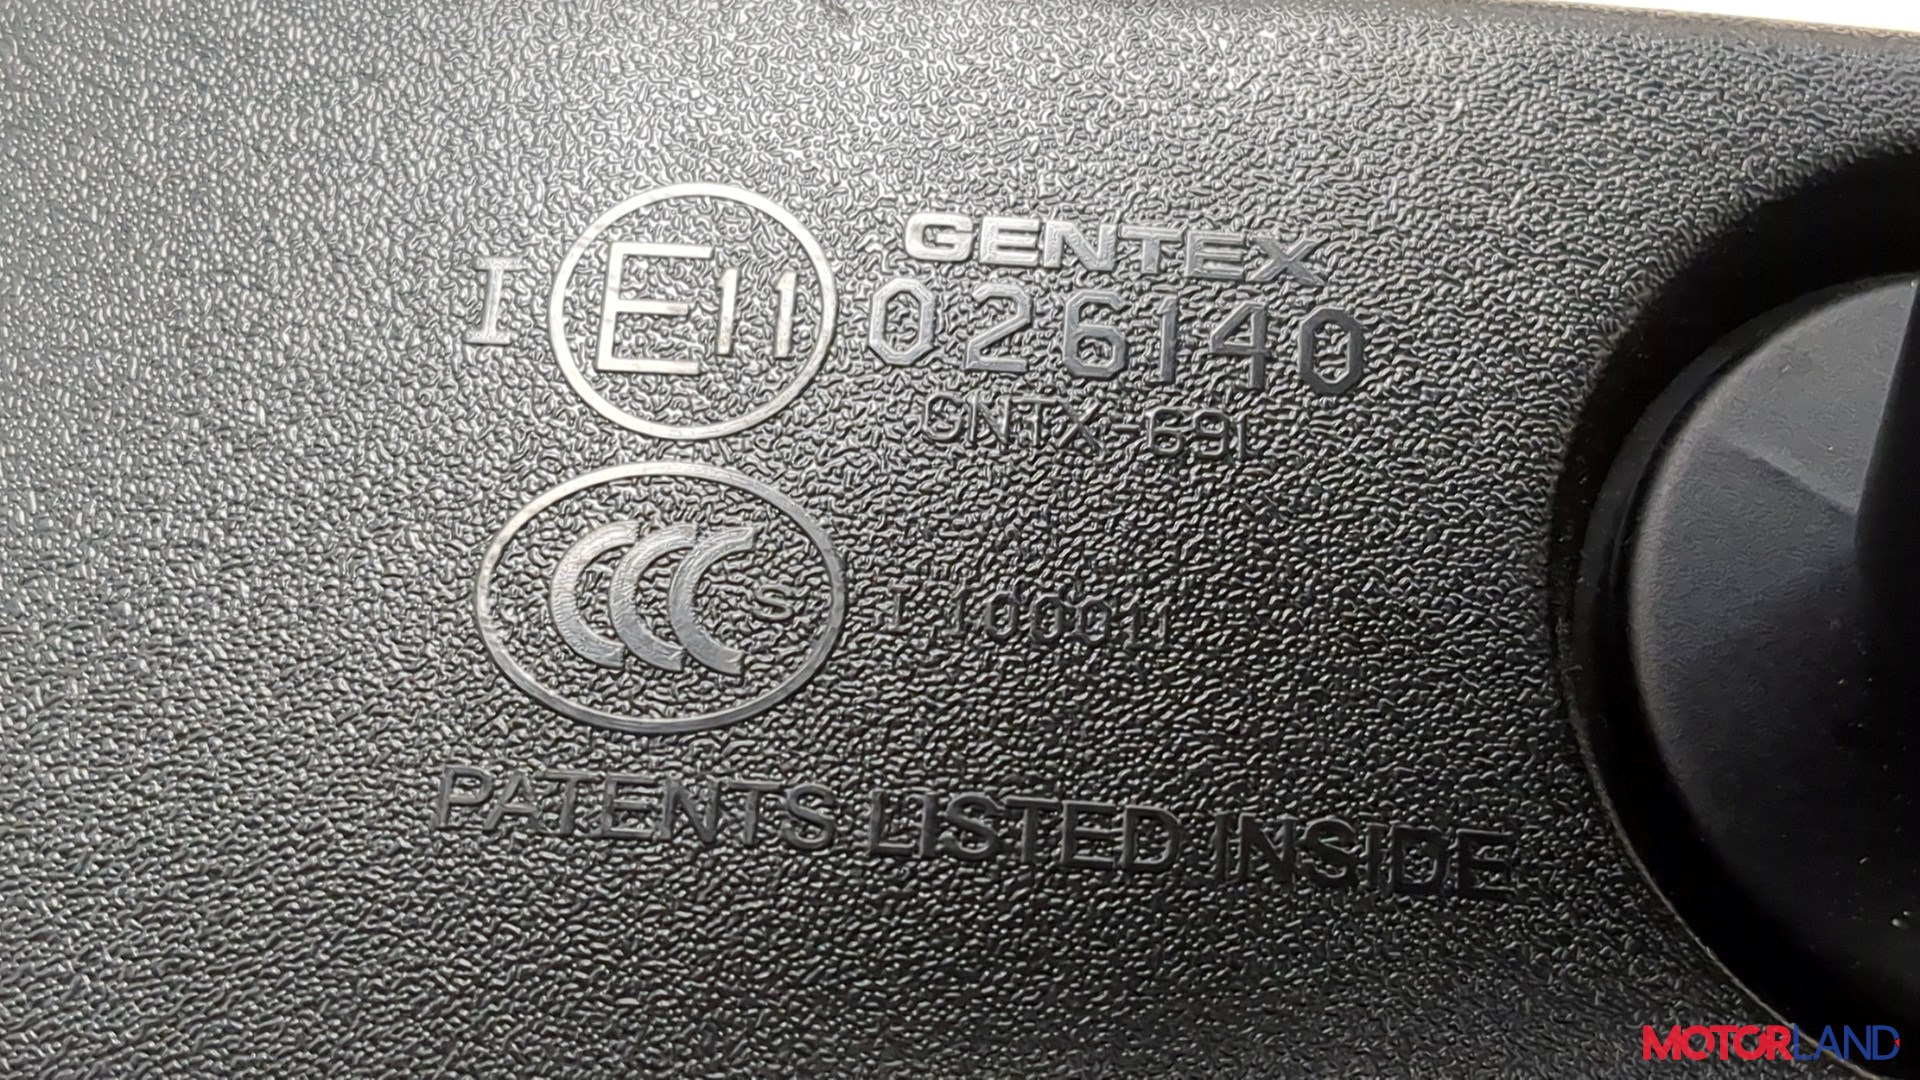 GENTEX
I E11 026140
GNTX-691
CCC S I 100011
PATENTS LISTED INSIDE
MOTORLAND